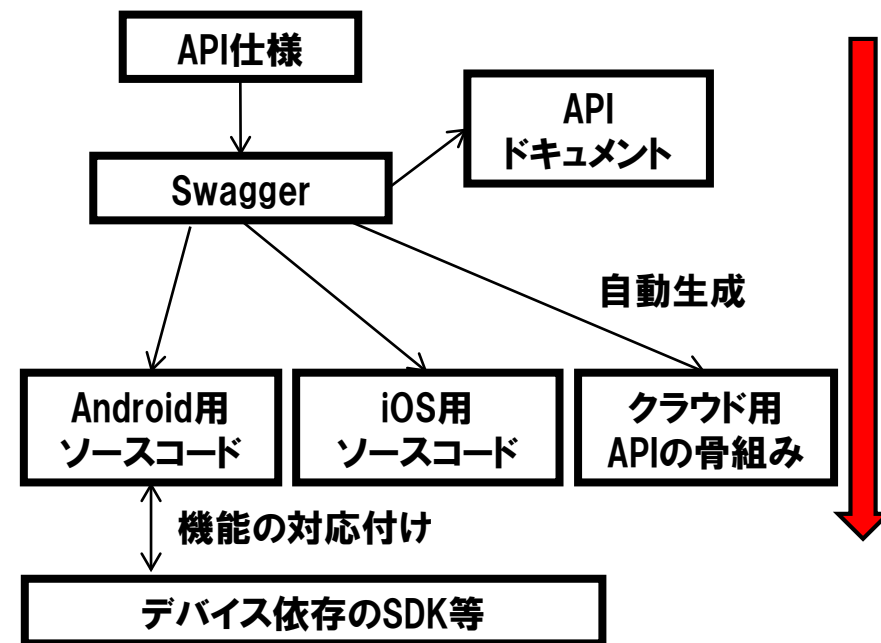 API仕様
API
ドキュメント
Swagger
自動生成
Android用
ソースコード
iOS用
ソースコード
クラウド用
APIの骨組み
機能の対応付け
デバイス依存のSDK等